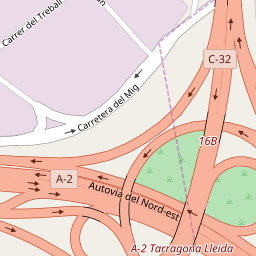 Carrer del Treball
Carretera del Mig
C-32
16B
A-2
Autovia del Nord-est
A-2 Tarragona Lleida